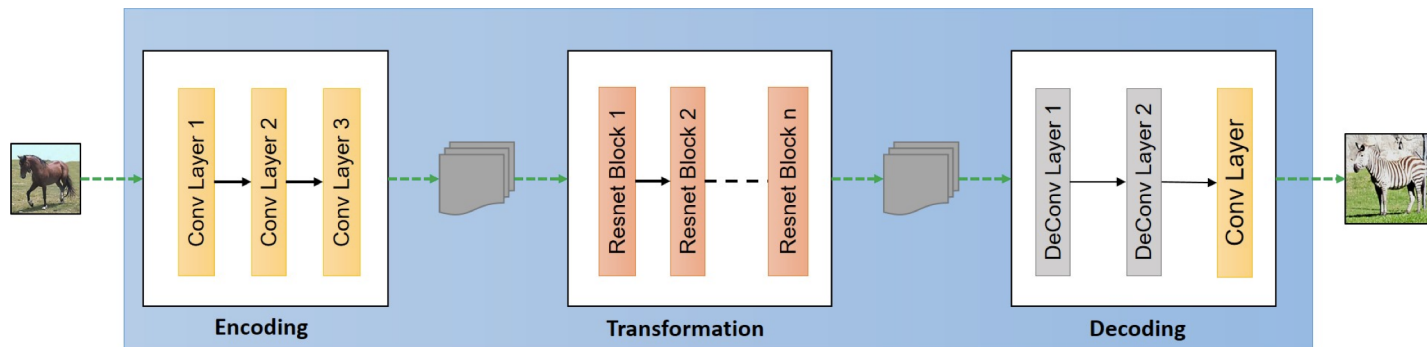 Conv Layer 1
Conv Layer 2
Conv Layer 3
Encoding
Resnet Block 1
Resnet Block 2
Resnet Block n
Transformation
DeConv Layer 1
DeConv Layer 2
Conv Layer
Decoding